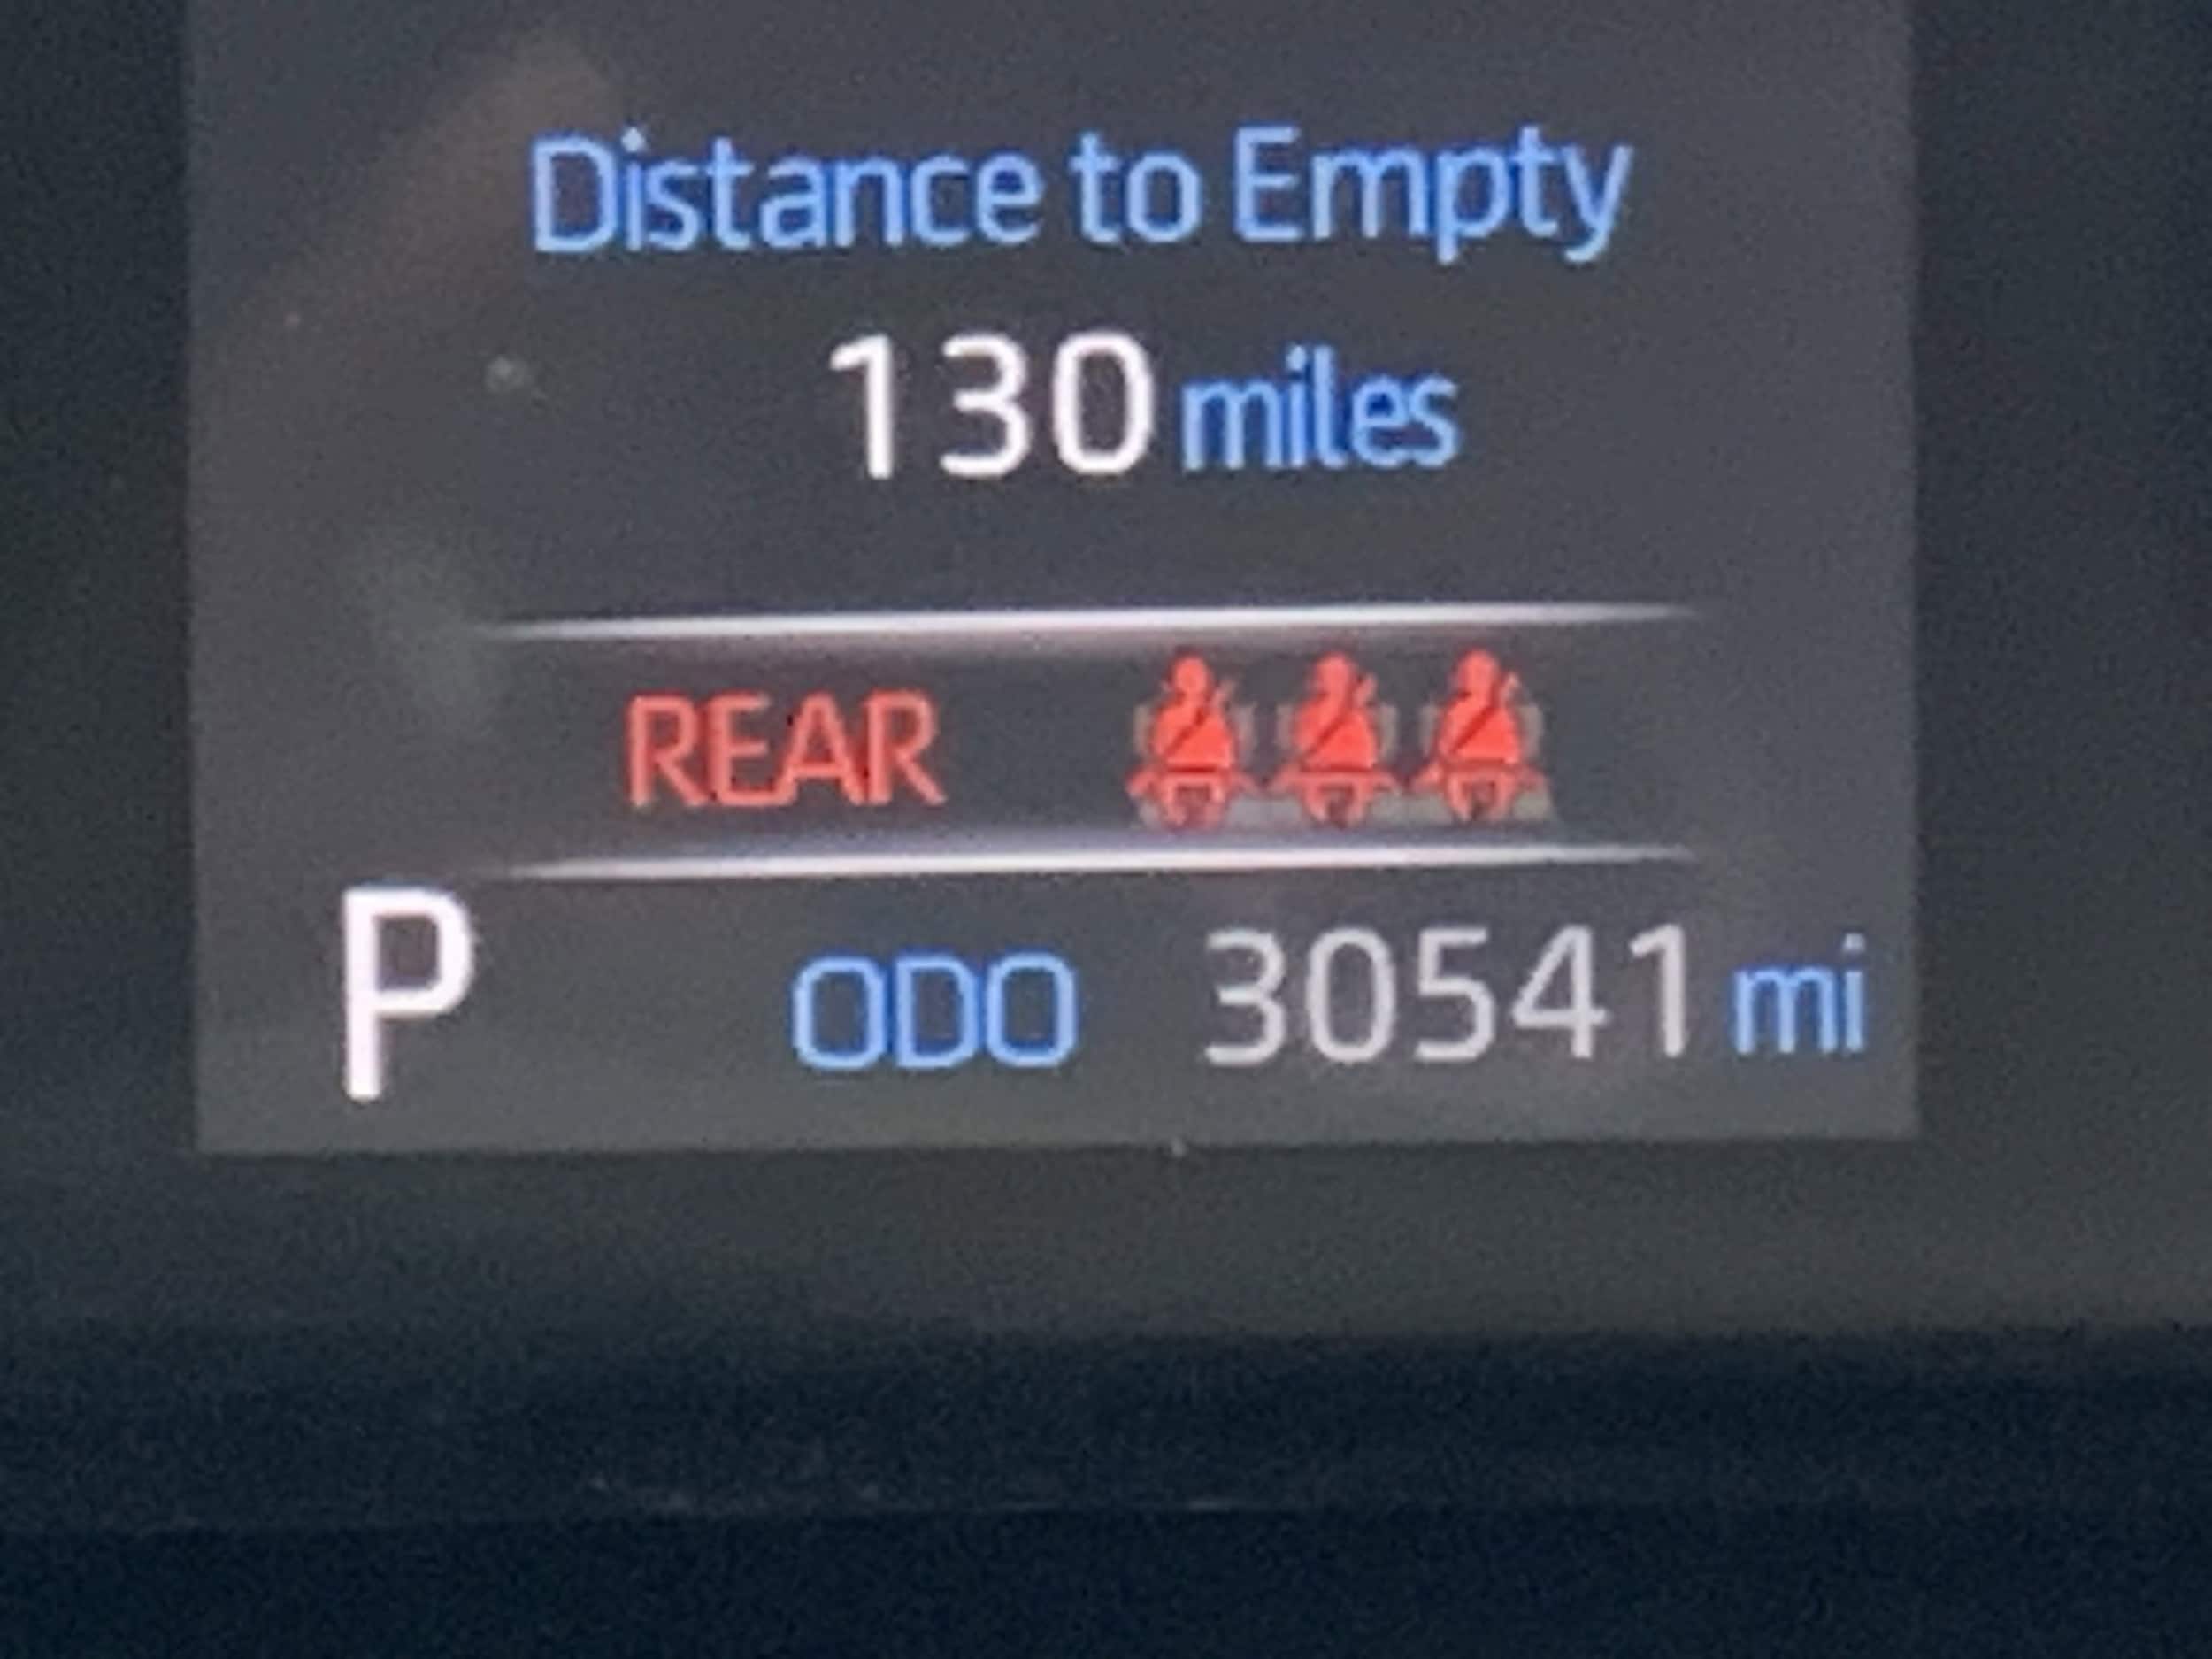 Distance to Empty
130 miles
REAR
P ODO 30541 mi